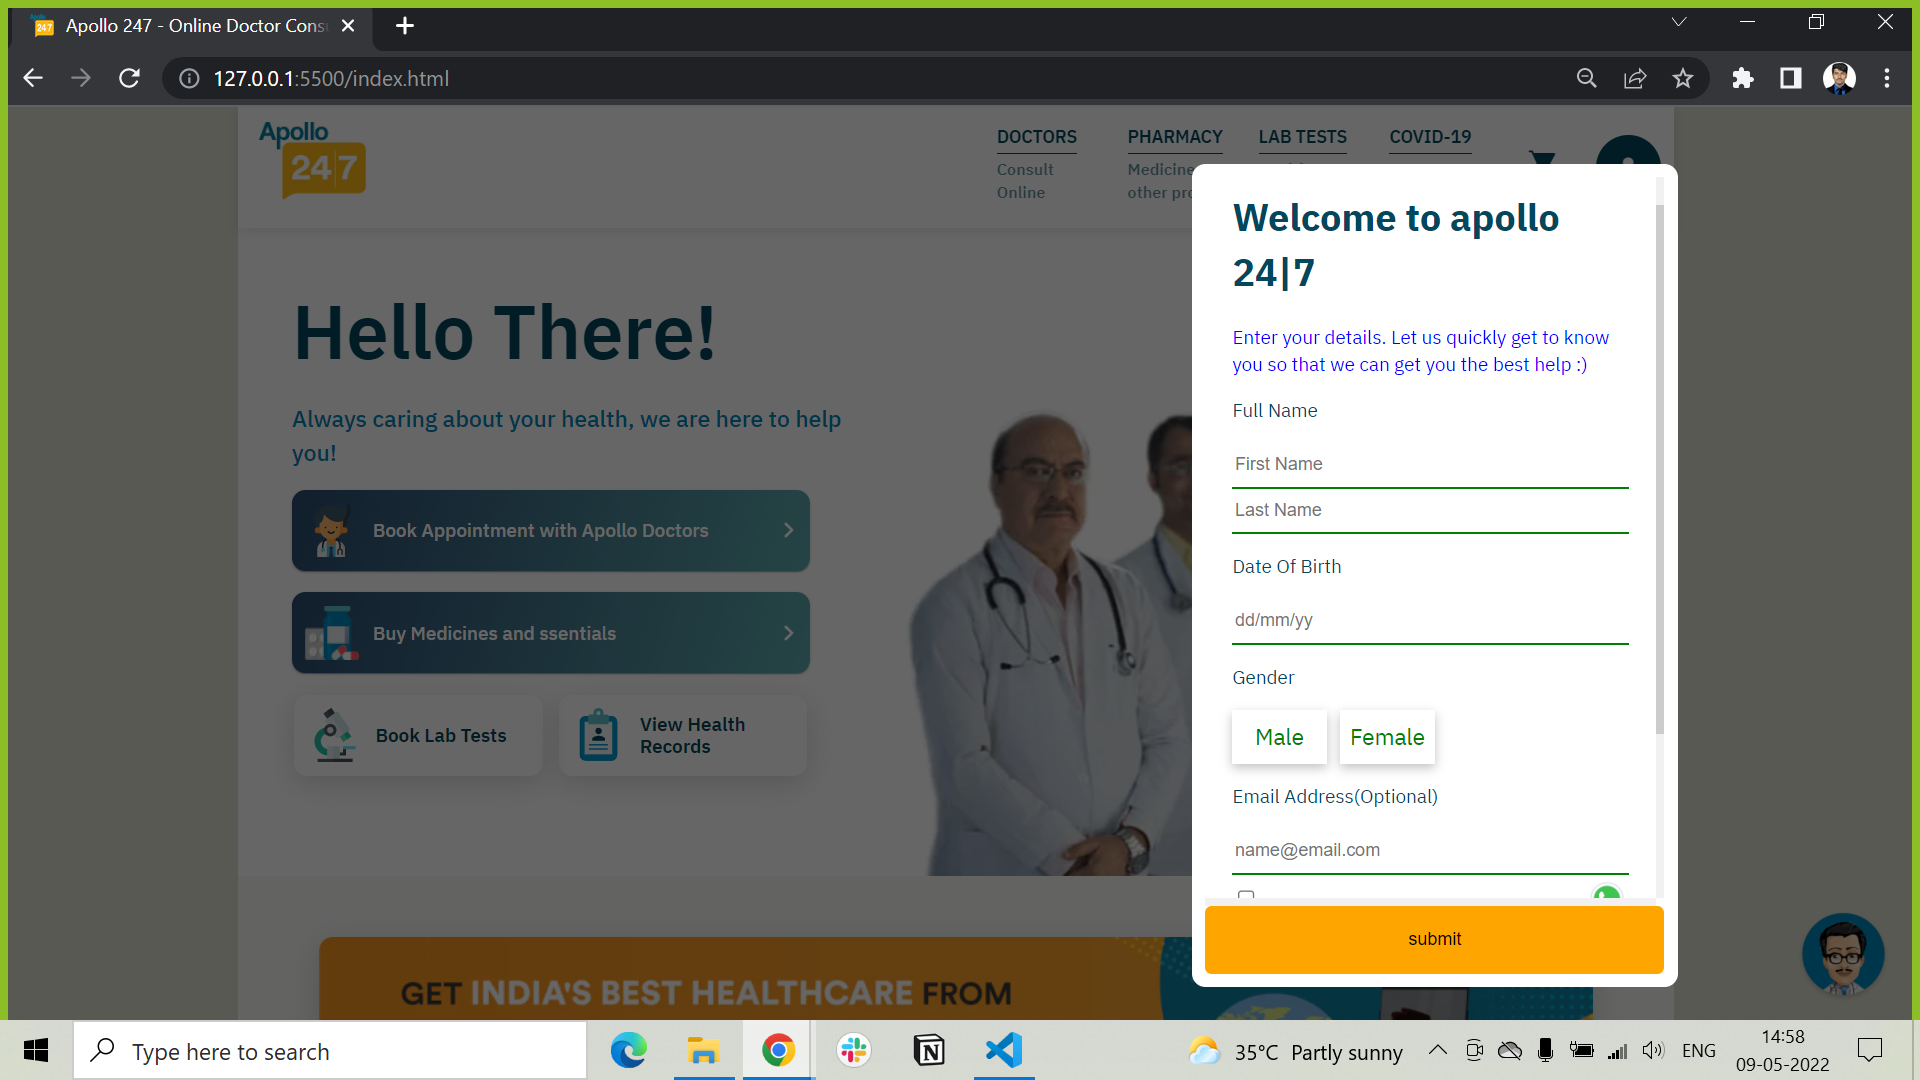 Apollo 247 - Online Doctor Cons
127.0.0.1:5500/index.html
Apollo
24|7
DOCTORS
Consult
Online
PHARMACY
Medicine
other pro
LAB TESTS
COVID-19
Hello There!
Always caring about your health, we are here to help
you!
Book Appointment with Apollo Doctors
Buy Medicines and ssentials
Book Lab Tests
View Health
Records
GET INDIA'S BEST HEALTHCARE FROM
Welcome to apollo
24|7
Enter your details. Let us quickly get to know
you so that we can get you the best help :)
Full Name
First Name
Last Name
Date Of Birth
dd/mm/yy
Gender
Male
Female
Email Address(Optional)
name@email.com
submit
Type here to search
35°C Partly sunny
ENG
14:58
09-05-2022